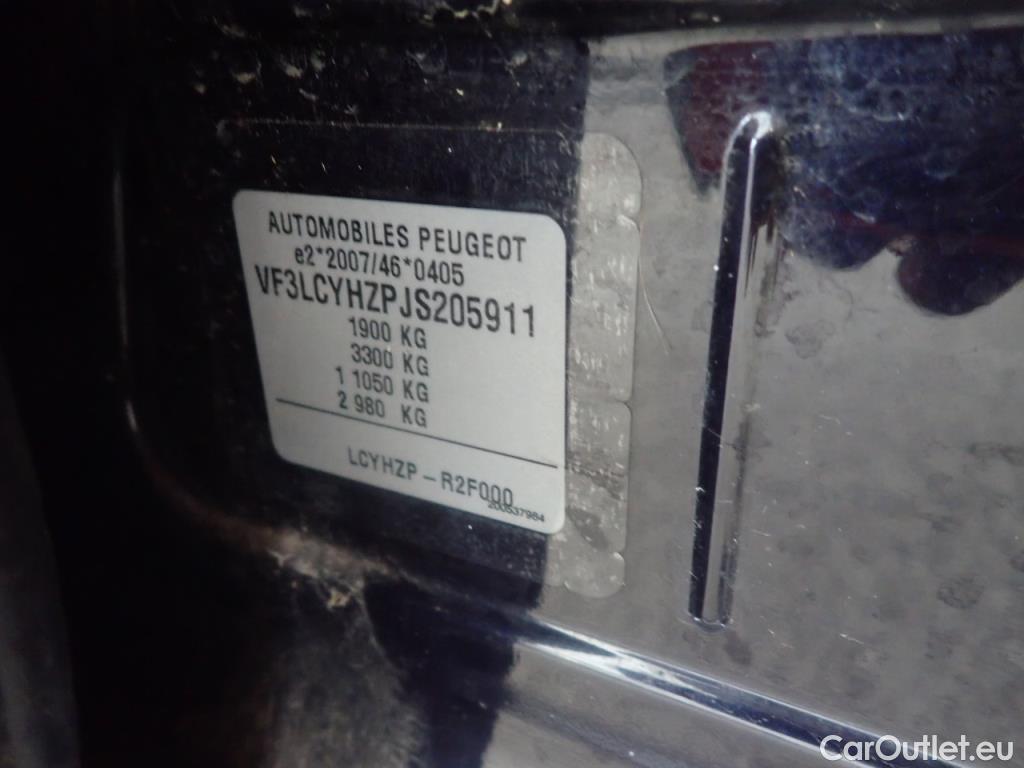 AUTOMOBILES PEUGEOT
e2*2007/46*0405
VF3LCYHZPJS205911
1900 KG
3300 KG
1 1050 KG
2 980 KG
LCYHZP - R2F000
200537984
CarOutlet.eu